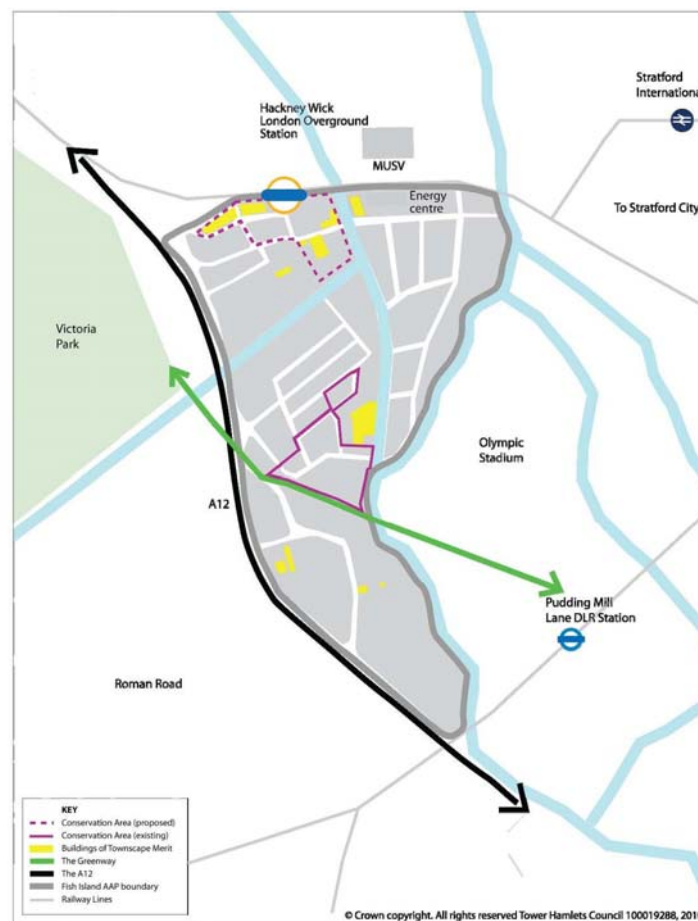 Stratford
Internationa
Hackney Wick
London Overground
Station
MUSV
Energy
centre
To Stratford City
Victoria
Park
Olympic
Stadium
A12
Pudding Mill
Lane DLR Station
Roman Road
KEY
Conservation Area (proposed)
Conservation Area (existing)
Buildings of Townscape Merit
The Greenway
The A12
Fish Island AAP boundary
Railway Lines
© Crown copyright. All rights reserved Tower Hamlets Council 100019288, 201